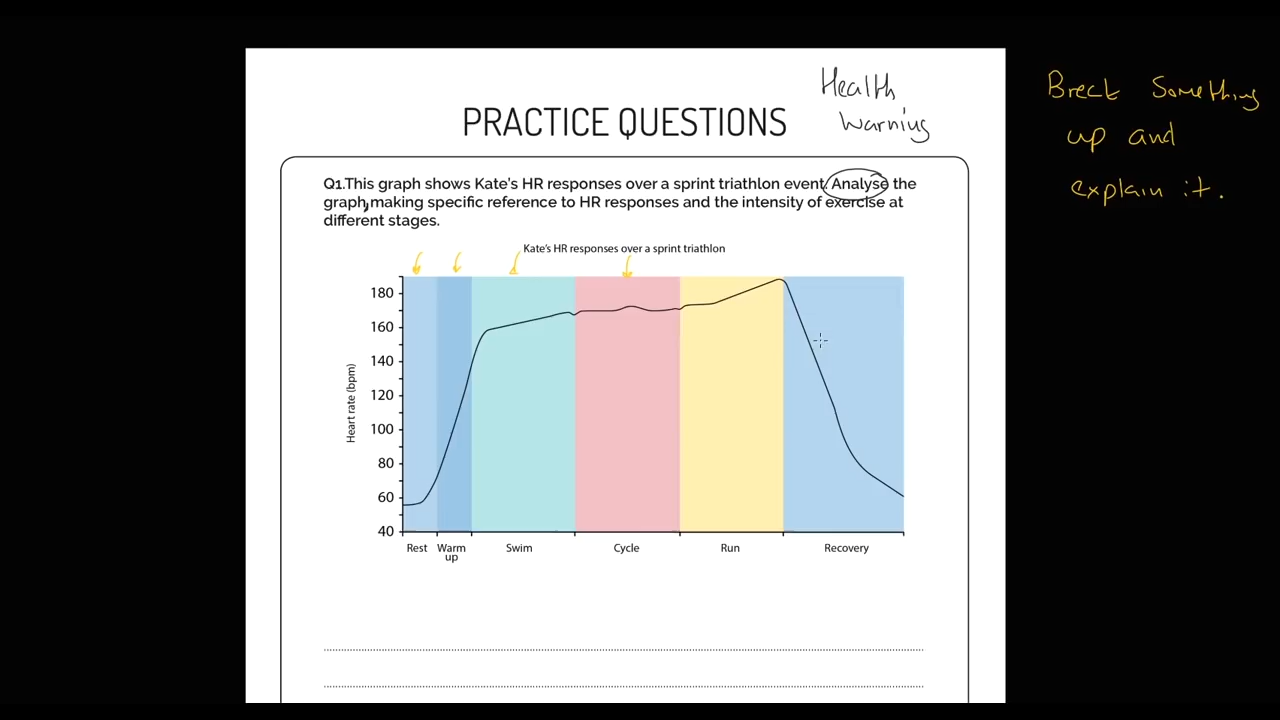 Health
Warning
PRACTICE QUESTIONS
Break Something
up and
explain it.
Q1.This graph shows Kate's HR responses over a sprint triathlon event. Analyse the
graph, making specific reference to HR responses and the intensity of exercise at
different stages.
Kate's HR responses over a sprint triathlon
180
160
140
120
100
80
60
40
Heart rate (bpm)
Rest Warm up Swim Cycle Run Recovery